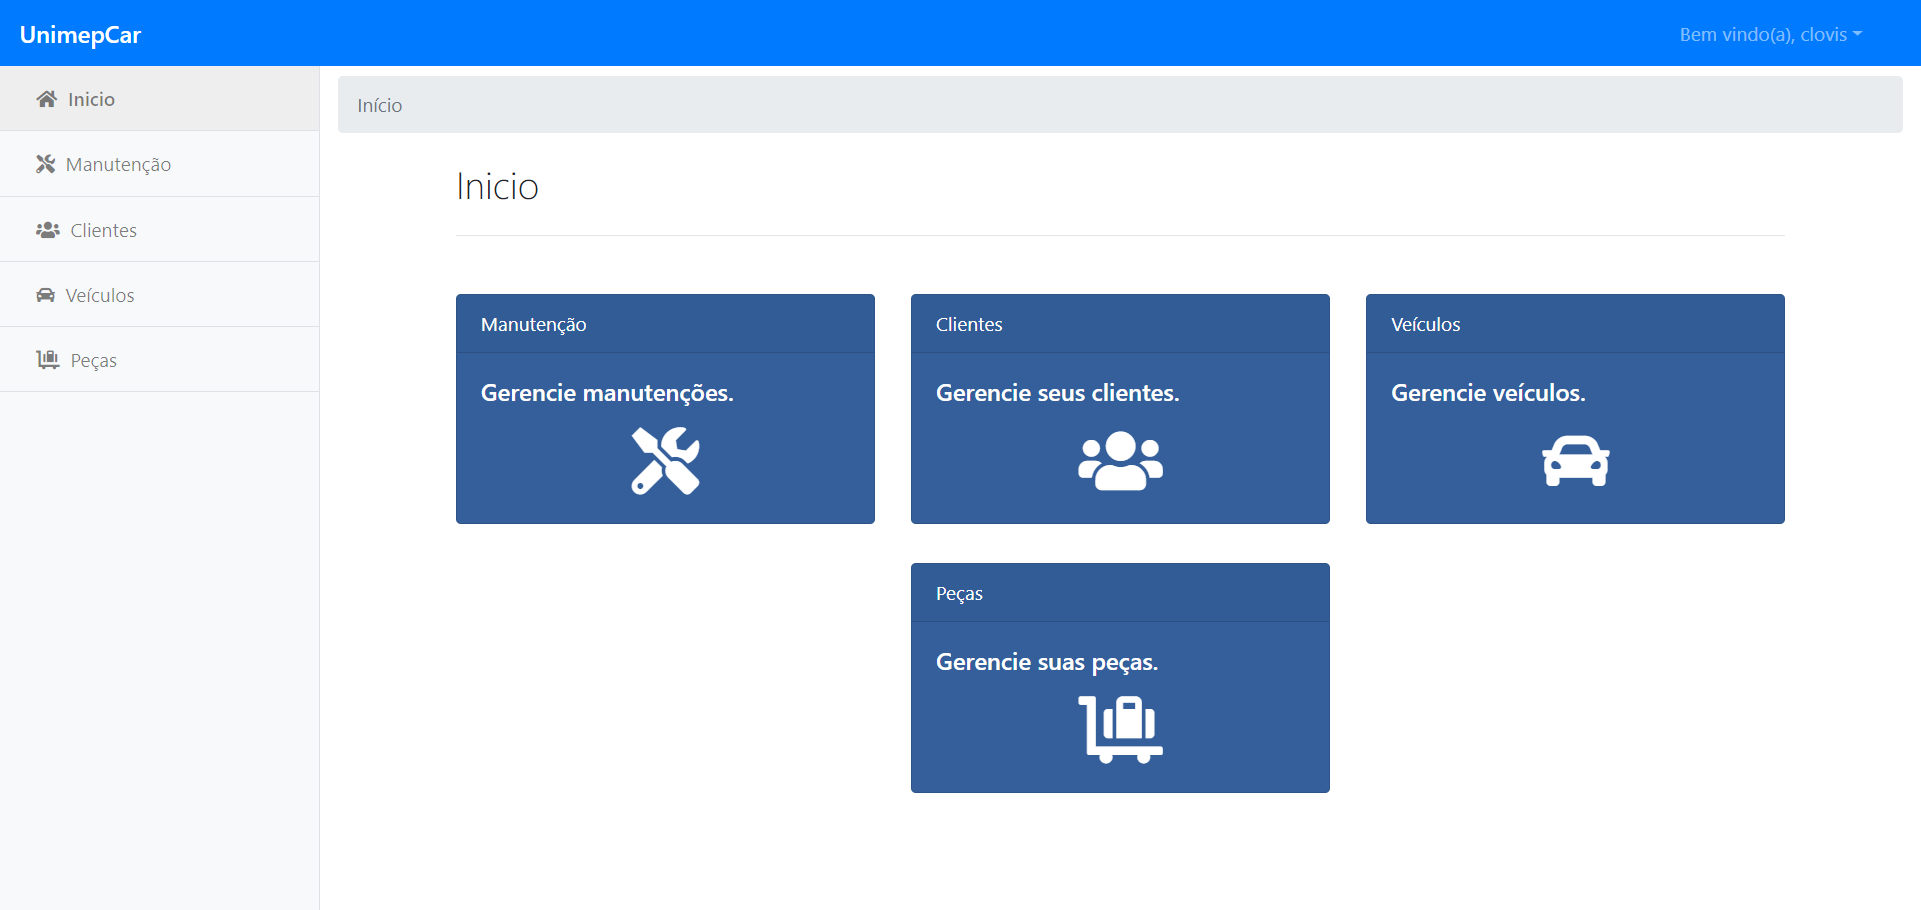 UnimepCar
Bem vindo(a), clovis
Inicio
Manutenção
Clientes
Veículos
Peças
Início
Inicio
Manutenção
Gerencie manutenções.
Clientes
Gerencie seus clientes.
Veículos
Gerencie veículos.
Peças
Gerencie suas peças.